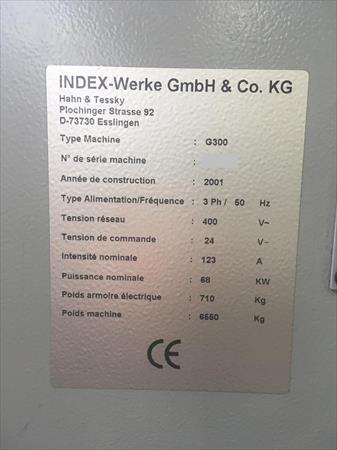 INDEX-Werke GmbH & Co. KG
Hahn & Tessky
Plochinger Strasse 92
D-73730 Esslingen
Type Machine : G300
N° de série machine :
Année de construction : 2001
Type Alimentation/Fréquence : 3 Ph / 50 Hz
Tension réseau : 400 V~
Tension de commande : 24 V-
Intensité nominale : 123 A
Puissance nominale : 68 KW
Poids armoire électrique : 710 Kg
Poids machine : 6550 Kg
CE